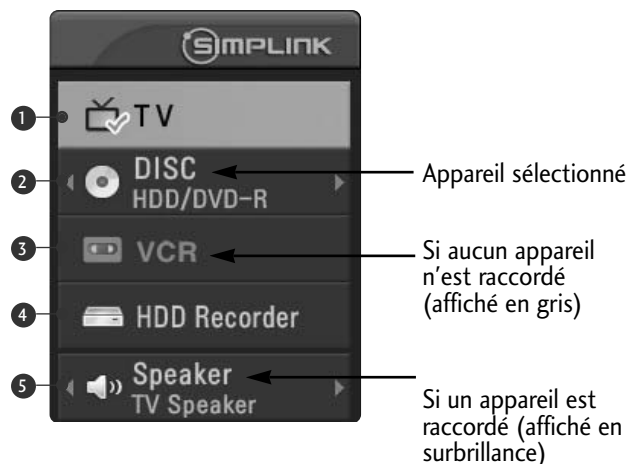 SIMPLINK
1 TV
2 DISC
HDD/DVD-R
Appareil sélectionné
3 VCR
Si aucun appareil
n'est raccordé
(affiché en gris)
4 HDD Recorder
5 Speaker
TV Speaker
Si un appareil est
raccordé (affiché en
surbrillance)